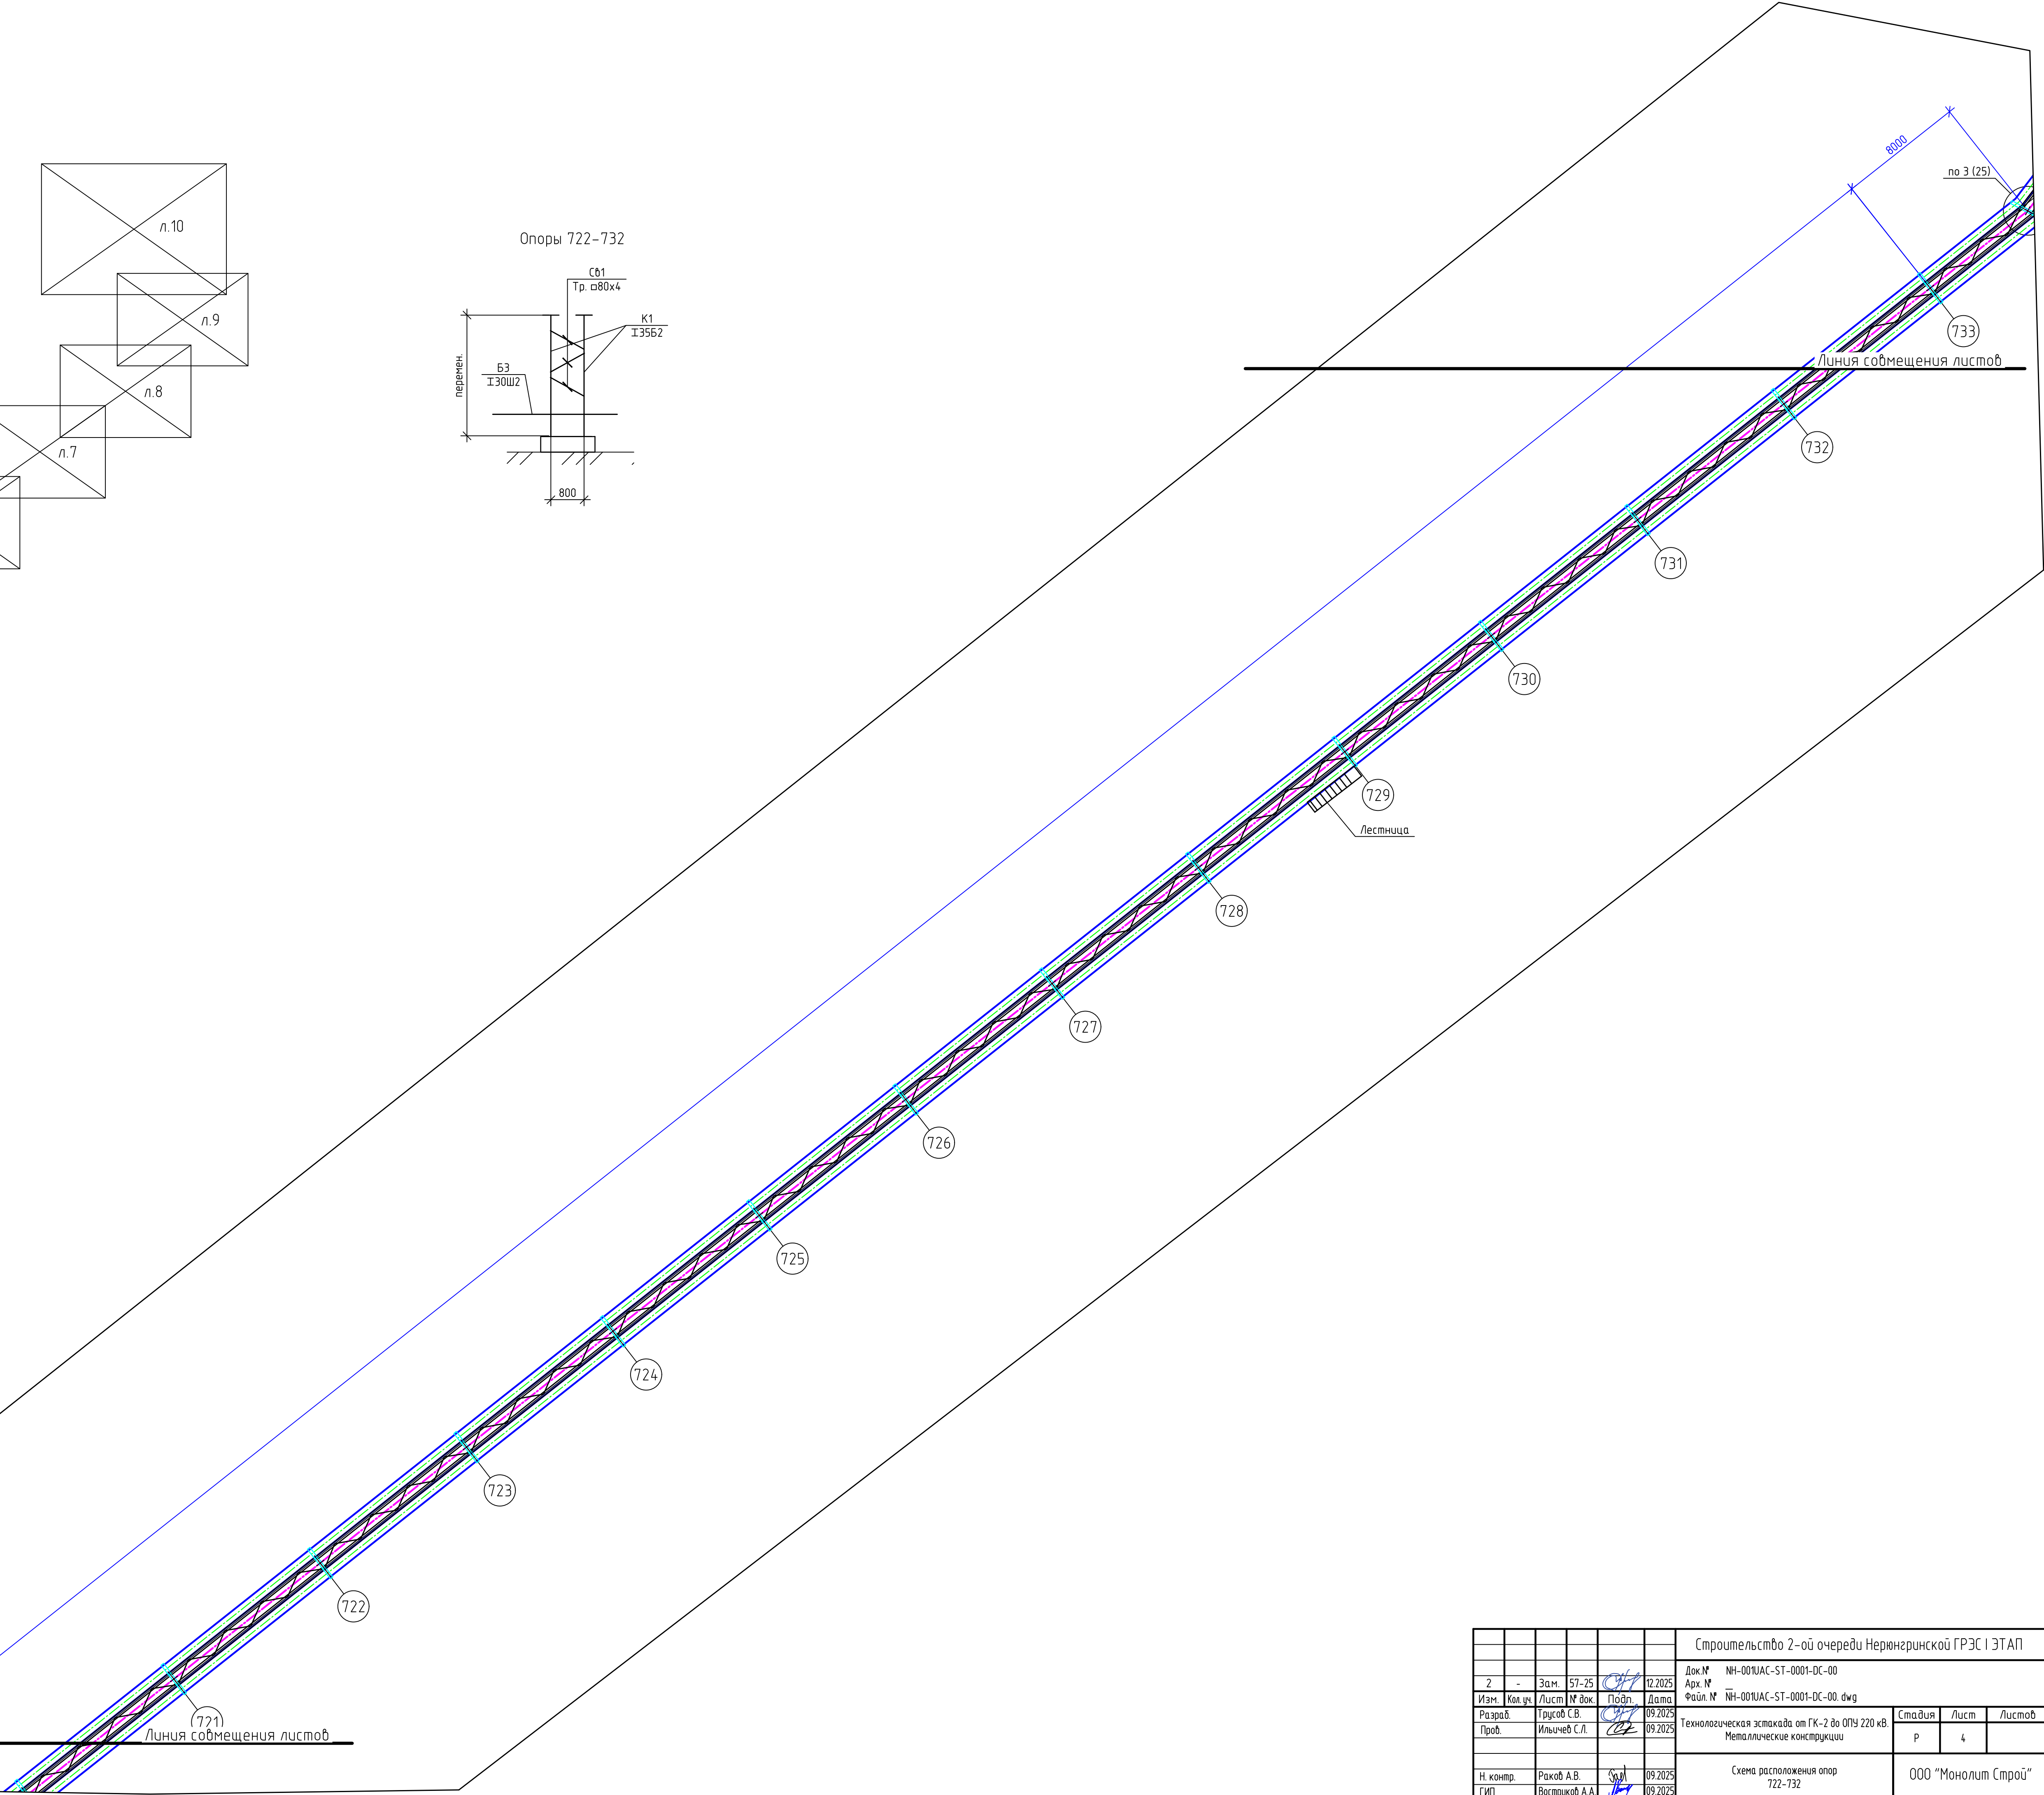 8000
по 3 (25)
л.10
Опоры 722-732
л.9
Св1
Тр. □80х4
К1
I35Б2
перемен.
Б3
I30Ш2
733
Линия совмещения листов
л.8
732
л.7
800
731
730
729
Лестница
728
727
726
725
724
723
722
721
Линия совмещения листов
Строительство 2-ой очереди Нерюнгринской ГРЭС I ЭТАП
Док.№ NH-001UAC-ST-0001-DC-00
Арх. № _
Файл. № NH-001UAC-ST-0001-DC-00. dwg
2 - Зам. 57-25 12.2025
Изм. Кол. уч. Лист № док. Подп. Дата
Разраб. Трусов С.В. 09.2025
Пров. Ильичев С.Л. 09.2025
Технологическая эстакада от ГК-2 до ОПУ 220 кВ.
Металлические конструкции
Стадия Лист Листов
Р 4
Н. контр. Раков А.В. 09.2025
ГИП Востриков А.А. 09.2025
Схема расположения опор
722-732
ООО "Монолит Строй"